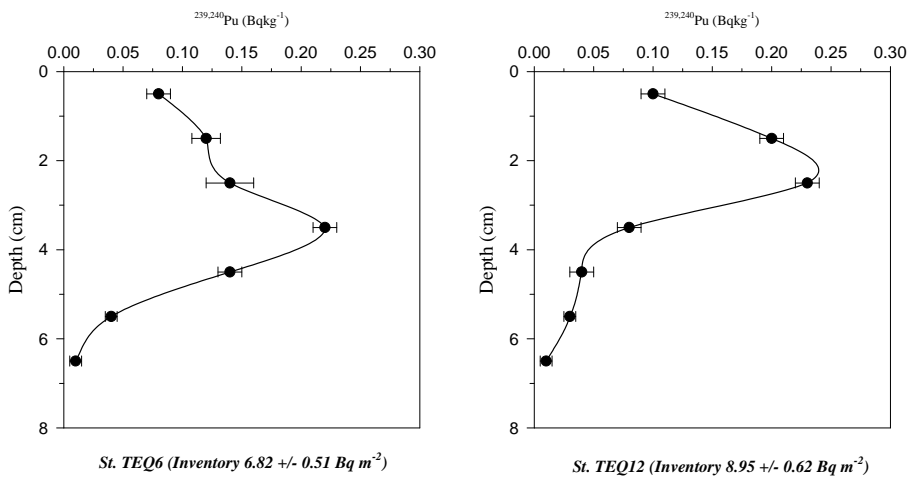 239,240Pu (Bqkg-1)
0.00 0.05 0.10 0.15 0.20 0.25 0.30
0
2
4
6
8
Depth (cm)
St. TEQ6 (Inventory 6.82 +/- 0.51 Bq m-2)
239,240Pu (Bqkg-1)
0.00 0.05 0.10 0.15 0.20 0.25 0.30
0
2
4
6
8
Depth (cm)
St. TEQ12 (Inventory 8.95 +/- 0.62 Bq m-2)